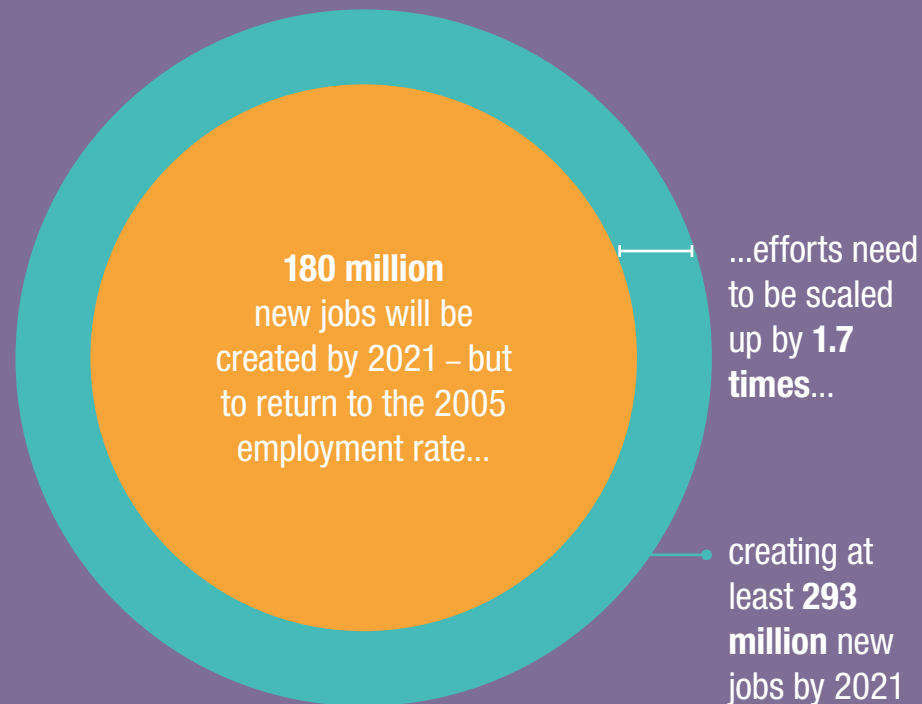 180 million
new jobs will be
created by 2021 – but
to return to the 2005
employment rate...
...efforts need
to be scaled
up by 1.7
times...
creating at
least 293
million new
jobs by 2021